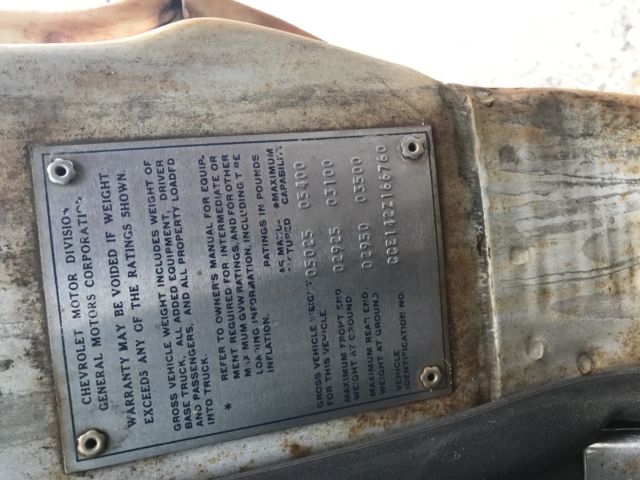 CHEVROLET MOTOR DIVISION
GENERAL MOTORS CORPORATION
WARRANTY MAY BE VOIDED IF WEIGHT
EXCEEDS ANY OF THE RATINGS SHOWN.
GROSS VEHICLE WEIGHT INCLUDES WEIGHT OF
BASE TRUCK, ALL ADDED EQUIPMENT, DRIVER
AND PASSENGERS, AND ALL PROPERTY LOADED
INTO TRUCK.
* REFER TO OWNER'S MANUAL FOR EQUIP-
MENT REQUIRED FOR INTERMEDIATE OR
MAXIMUM GVW RATINGS, AND FOR OTHER
LOADING INFORMATION, INCLUDING TIRE
INFLATION.
RATINGS IN POUNDS
AS MANU- *MAXIMUM
FACTURED CAPABILITY
GROSS VEHICLE WEIGHT 05025 05400
FOR THIS VEHICLE
MAXIMUM FRONT END 02925 03100
WEIGHT AT GROUND
MAXIMUM REAR END 02950 03500
WEIGHT AT GROUND
VEHICLE CCE142Z166760
IDENTIFICATION NO.